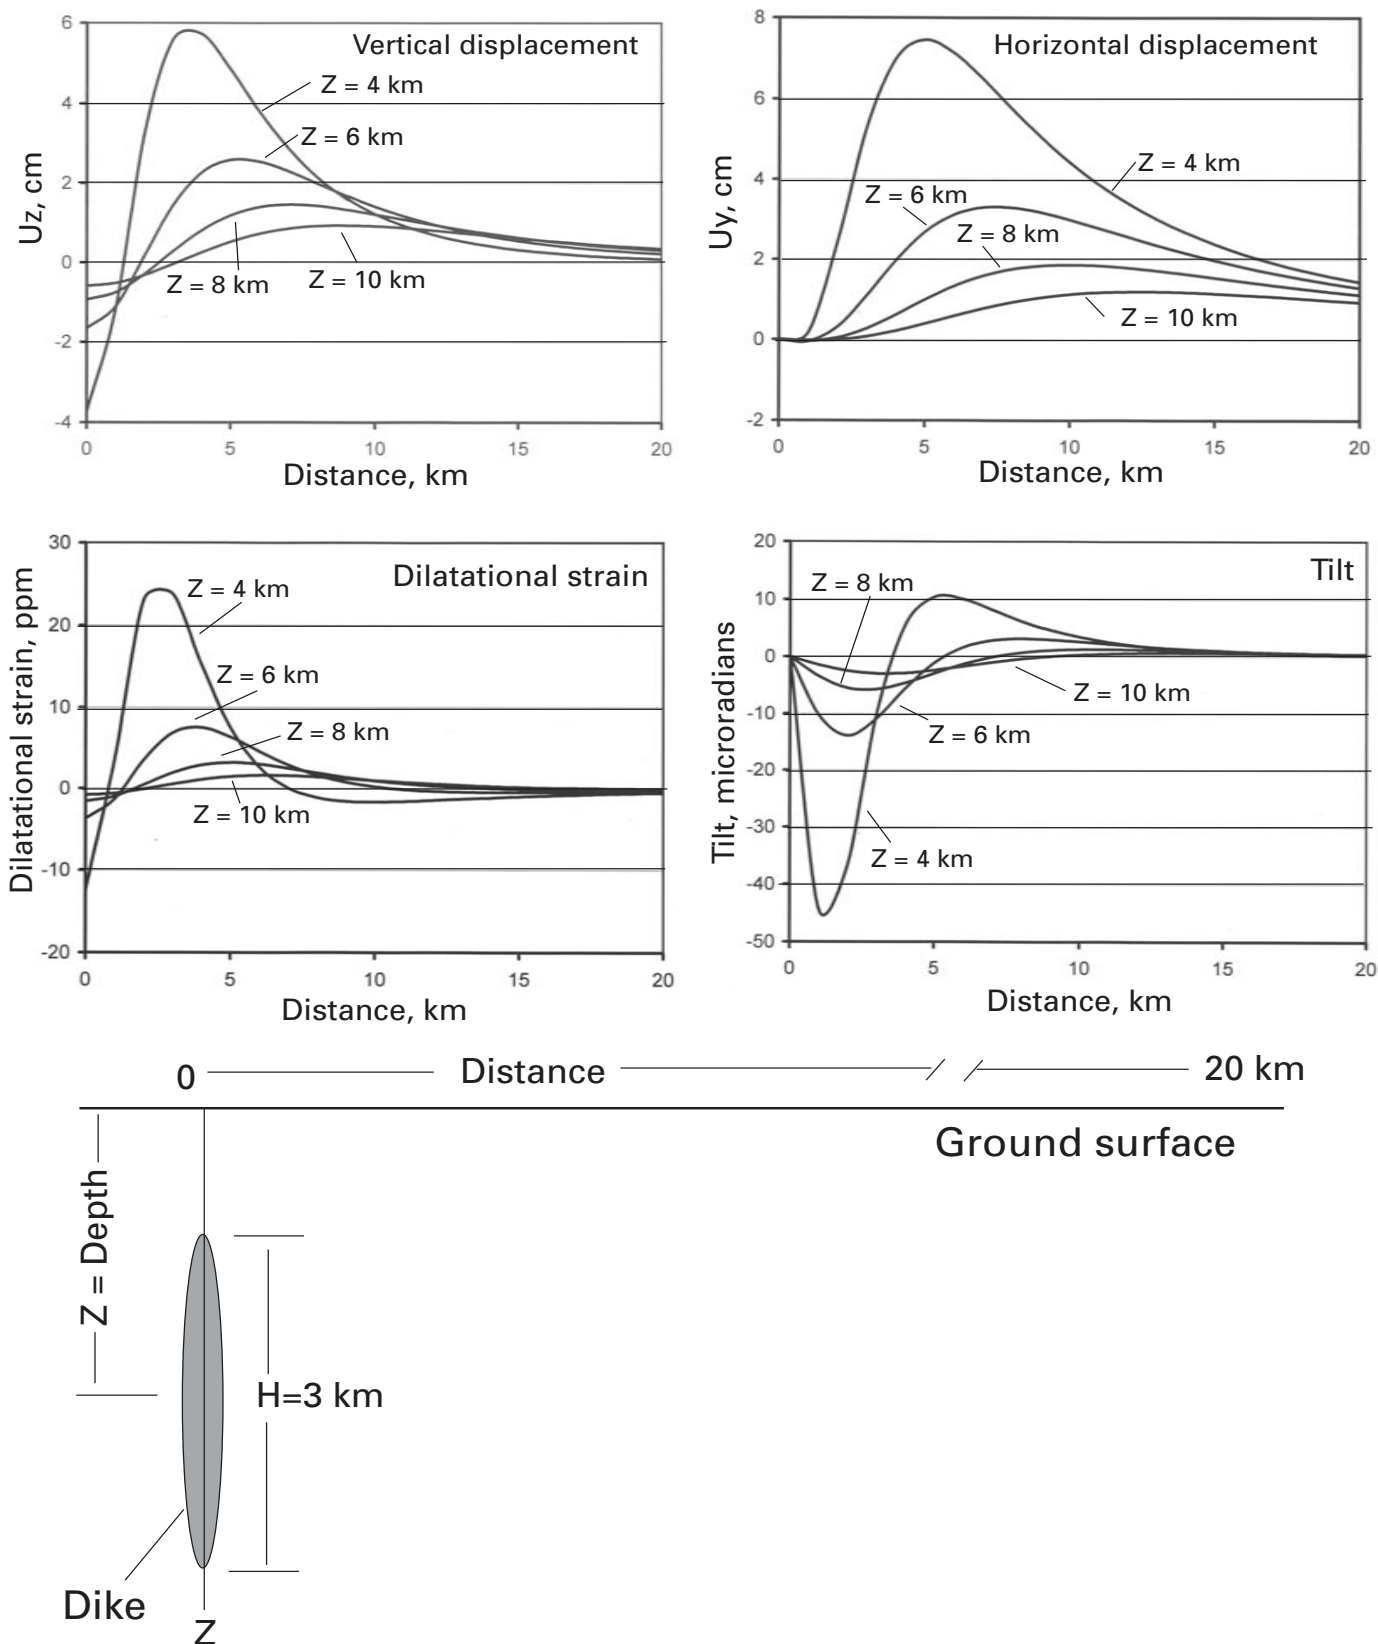 Vertical displacement
6
4
2
0
-2
-4
Uz, cm
Z = 4 km
Z = 6 km
Z = 8 km
Z = 10 km
0 5 10 15 20
Distance, km
Horizontal displacement
8
6
4
2
0
-2
Uy, cm
Z = 4 km
Z = 6 km
Z = 8 km
Z = 10 km
0 5 10 15 20
Distance, km
Dilatational strain
30
20
10
0
-10
-20
Dilatational strain, ppm
Z = 4 km
Z = 6 km
Z = 8 km
Z = 10 km
0 5 10 15 20
Distance, km
Tilt
20
10
0
-10
-20
-30
-40
-50
Tilt, microradians
Z = 8 km
Z = 10 km
Z = 6 km
Z = 4 km
0 5 10 15 20
Distance, km
0 Distance 20 km
Ground surface
Z = Depth
H=3 km
Dike
Z